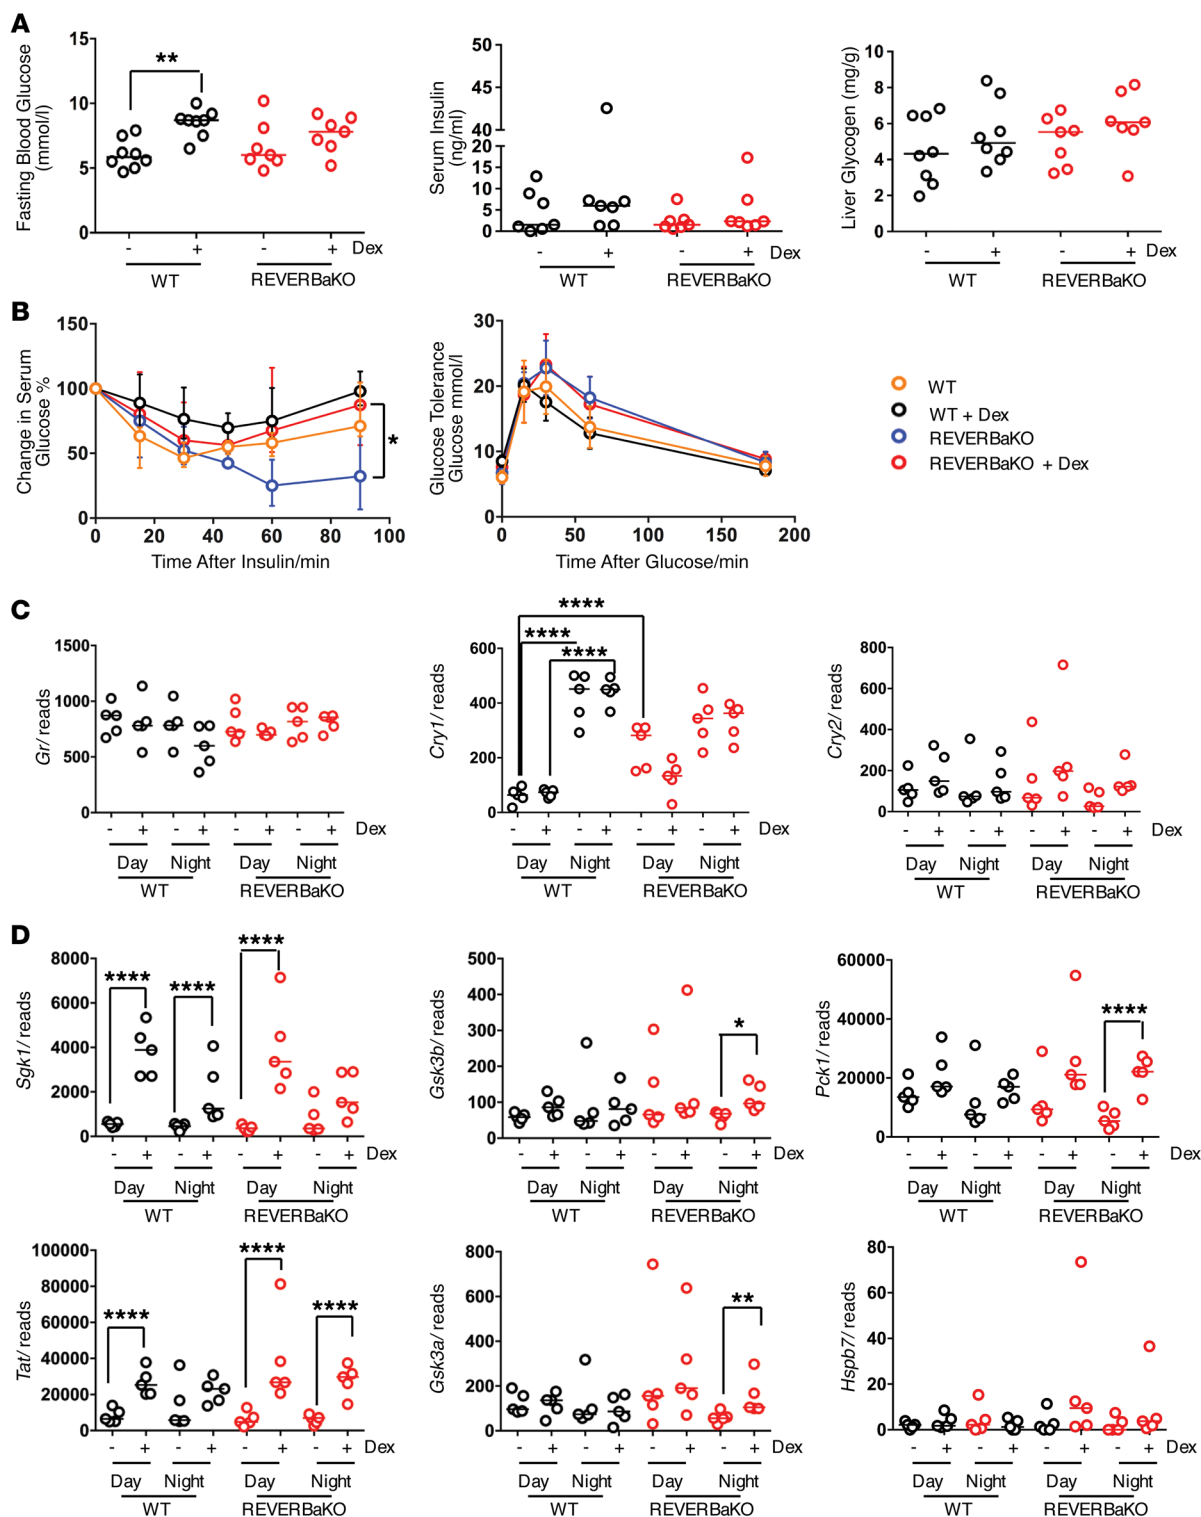 A
Fasting Blood Glucose
(mmol/l)
15
10
5
0
**
- + - + Dex
WT REVERBaKO
Serum Insulin
(ng/ml)
50
45
40
20
15
10
5
0
- + - + Dex
WT REVERBaKO
Liver Glycogen (mg/g)
10
8
6
4
2
0
- + - + Dex
WT REVERBaKO
B
Change in Serum
Glucose %
150
100
50
0
*
0 20 40 60 80 100
Time After Insulin/min
Glucose Tolerance
Glucose mmol/l
30
20
10
0
0 50 100 150 200
Time After Glucose/min
WT
WT + Dex
REVERBaKO
REVERBaKO + Dex
C
Gr/ reads
1500
1000
500
0
- + - + - + - + Dex
Day Night Day Night
WT REVERBaKO
Cry1/ reads
600
400
200
0
****
****
****
- + - + - + - + Dex
Day Night Day Night
WT REVERBaKO
Cry2/ reads
800
600
400
200
0
- + - + - + - + Dex
Day Night Day Night
WT REVERBaKO
D
Sgk1/ reads
8000
6000
4000
2000
0
**** **** ****
- + - + - + - + Dex
Day Night Day Night
WT REVERBaKO
Gsk3b/ reads
500
400
300
200
100
0
*
- + - + - + - + Dex
Day Night Day Night
WT REVERBaKO
Pck1/ reads
60000
40000
20000
0
****
- + - + - + - + Dex
Day Night Day Night
WT REVERBaKO
Tat/ reads
100000
80000
60000
40000
20000
0
**** **** ****
- + - + - + - + Dex
Day Night Day Night
WT REVERBaKO
Gsk3a/ reads
800
600
400
200
0
**
- + - + - + - + Dex
Day Night Day Night
WT REVERBaKO
Hspb7/ reads
80
60
40
20
0
- + - + - + - + Dex
Day Night Day Night
WT REVERBaKO